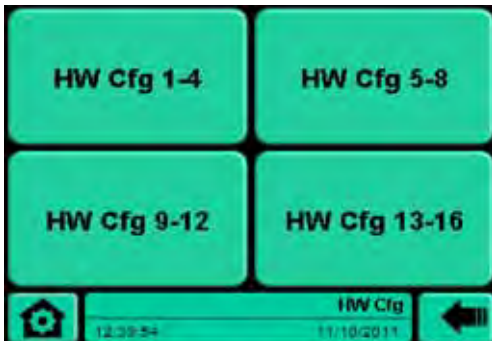 HW Cfg 1-4
HW Cfg 5-8
HW Cfg 9-12
HW Cfg 13-16
HW Cfg
12:39:54
11/10/2011